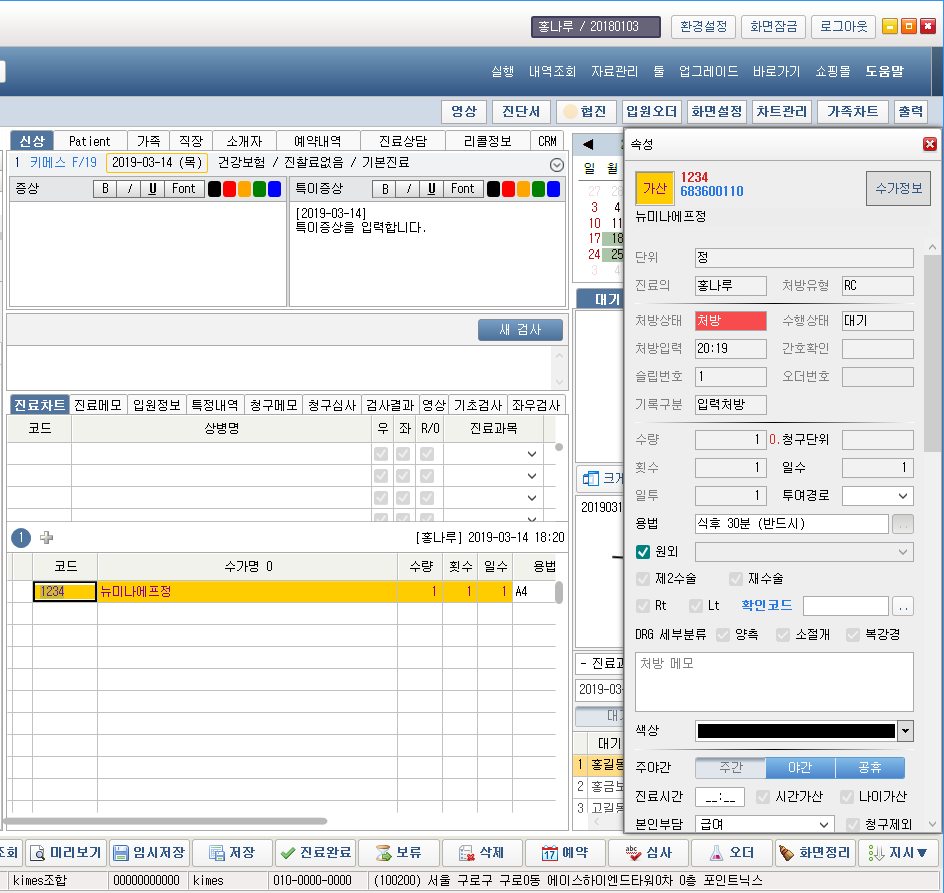 홍나루 / 20180103 환경설정 화면잠금 로그아웃
실행 내역조회 자료관리 툴 업그레이드 바로가기 쇼핑몰 도움말
영상 진단서 협진 입원오더 화면설정 차트관리 가족차트 출력
신상 Patient 가족 직장 소개자 예약내역 진료상담 리콜정보 CRM
1 키메스 F/19 2019-03-14 (목) 건강보험 / 진찰료없음 / 기본진료
증상 B / U Font 특이증상 B / U Font
[2019-03-14]
특이증상을 입력합니다.
새 검사
진료차트 진료메모 입원정보 특정내역 청구메모 청구심사 검사결과 영상 기초검사 좌우검사
코드 상병명 우 좌 R/O 진료과목
1 [홍나루] 2019-03-14 18:20
코드 수가명 0 수량 횟수 일수 용법
1234 뉴미나에프정 1 1 1 A4
일 월
27
3 4
10 11
17 18
24 25
3 4
대기
크게
2019031
- 진료과
2019-03-
대기
대기
1 홍길동
2 홍금보
3 고길동
속성
가산 1234
683600110
수가정보
뉴미나에프정
단위 정
진료의 홍나루 처방유형 RC
처방상태 처방 수행상태 대기
처방입력 20:19 간호확인
슬립번호 1 오더번호
기록구분 입력처방
수량 1 0. 청구단위
횟수 1 일수 1
일투 1 투여경로
용법 식후 30분 (반드시) ..
원외
제2수술 재수술
Rt Lt 확인코드 ..
DRG 세부분류 양측 소절개 복강경
처방 메모
색상
주야간 주간 야간 공휴
진료시간 __:__ 시간가산 나이가산
본인부담 급여 청구제외
조회 미리보기 임시저장 저장 진료완료 보류 삭제 예약 심사 오더 화면정리 지시▼
kimes조합 00000000000 kimes 010-0000-0000 (100200) 서울 구로구 구로0동 에이스하이엔드타워0차 0층 포인트닉스